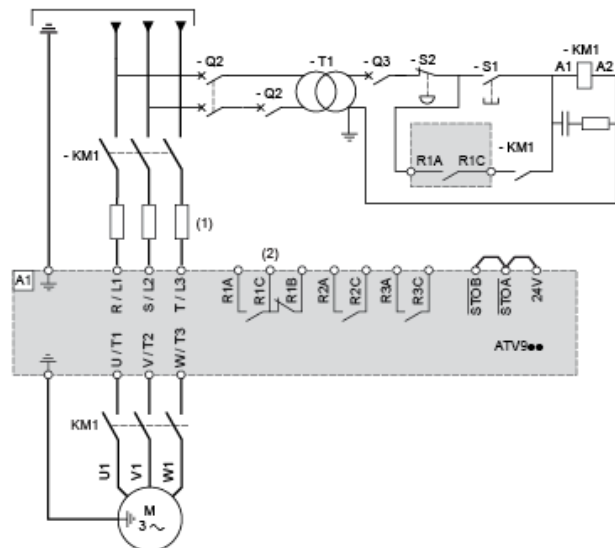 - Q2
- T1
- Q3
- S2
- S1
- KM1
A1
A2
- Q2
- KM1
R1A
R1C
- KM1
(1)
(2)
A1
R / L1
S / L2
T / L3
R1A
R1C
R1B
R2A
R2C
R3A
R3C
STOB
STOA
24V
U / T1
V / T2
W / T3
ATV9●●
KM1
U1
V1
W1
M
3 ~